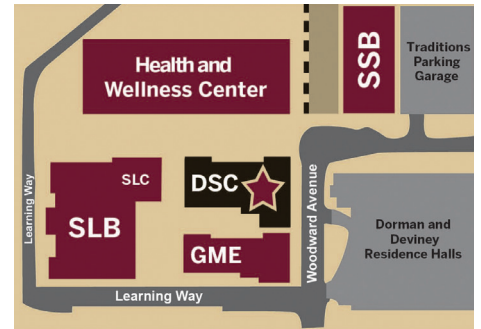 Health and
Wellness Center
SSB
Traditions
Parking
Garage
SLC
SLB
DSC
GME
Learning Way
Woodward Avenue
Dorman and
Deviney
Residence Halls
Learning Way